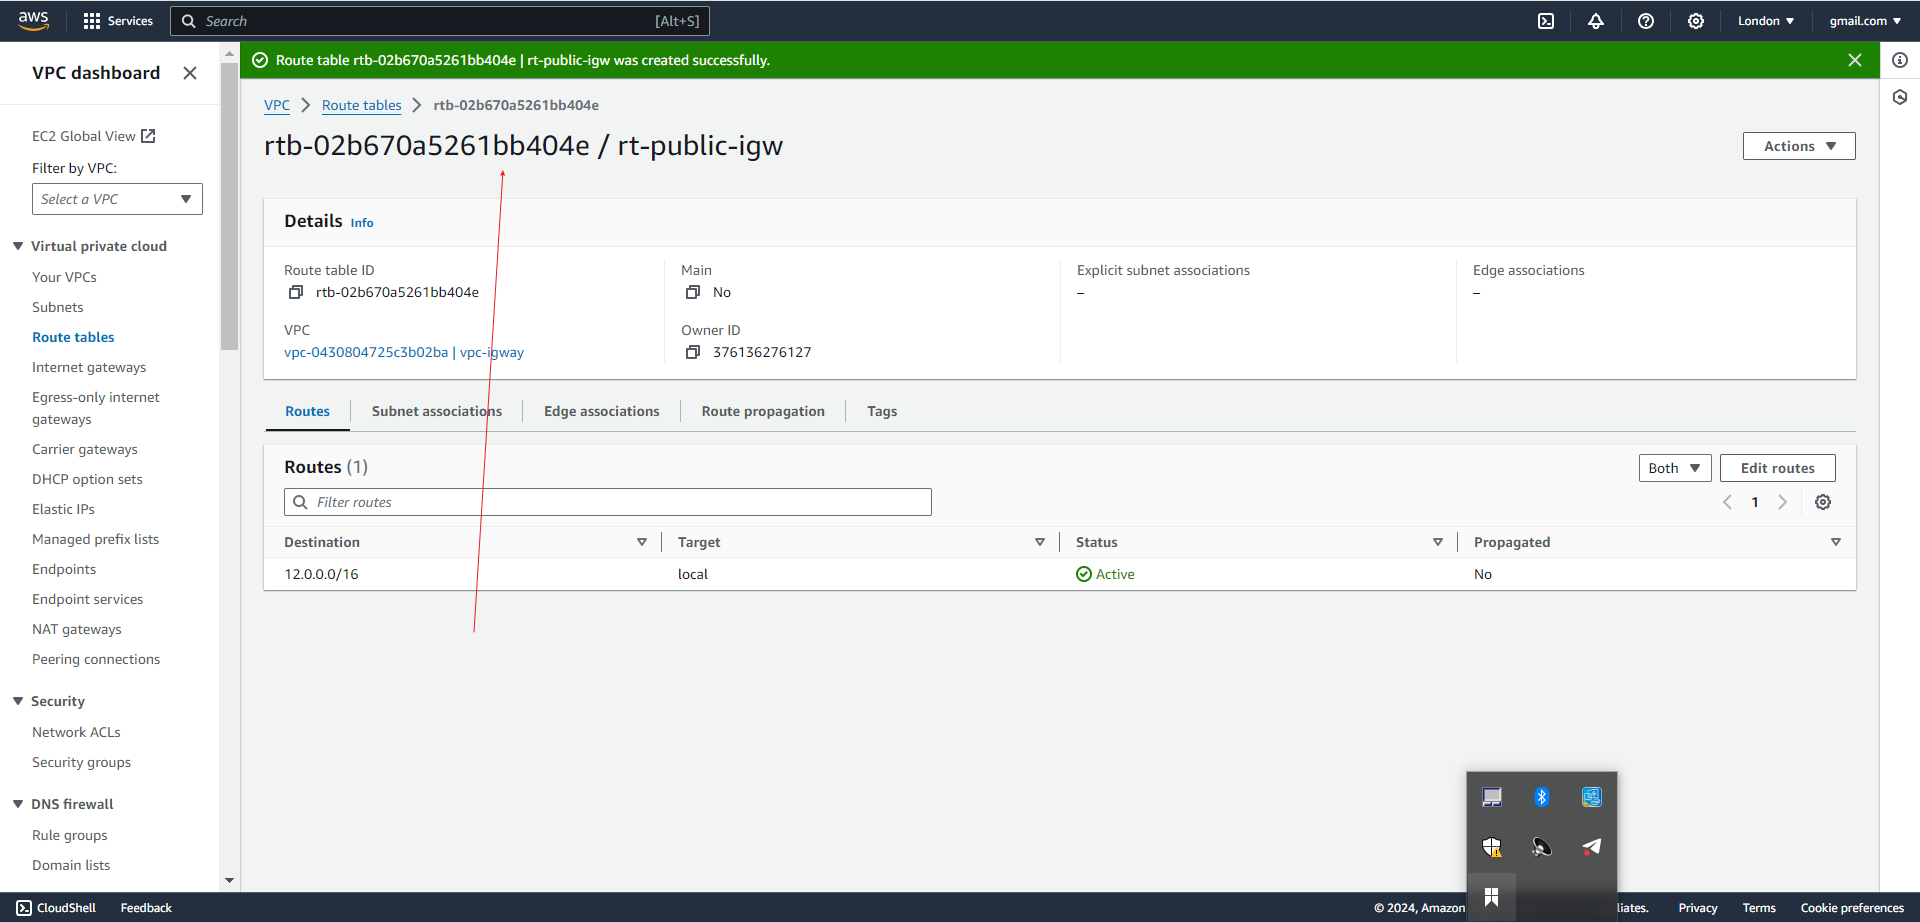 aws
Services
Search
[Alt+S]
London
gmail.com
VPC dashboard
EC2 Global View
Filter by VPC:
Select a VPC
Virtual private cloud
Your VPCs
Subnets
Route tables
Internet gateways
Egress-only internet
gateways
Carrier gateways
DHCP option sets
Elastic IPs
Managed prefix lists
Endpoints
Endpoint services
NAT gateways
Peering connections
Security
Network ACLs
Security groups
DNS firewall
Rule groups
Domain lists
Route table rtb-02b670a5261bb404e | rt-public-igw was created successfully.
VPC
Route tables
rtb-02b670a5261bb404e
rtb-02b670a5261bb404e / rt-public-igw
Actions
Details Info
Route table ID
rtb-02b670a5261bb404e
Main
No
Explicit subnet associations
–
Edge associations
–
VPC
vpc-0430804725c3b02ba | vpc-igway
Owner ID
376136276127
Routes
Subnet associations
Edge associations
Route propagation
Tags
Routes (1)
Both
Edit routes
Filter routes
1
Destination
Target
Status
Propagated
12.0.0.0/16
local
Active
No
CloudShell
Feedback
© 2024, Amazon
liates.
Privacy
Terms
Cookie preferences